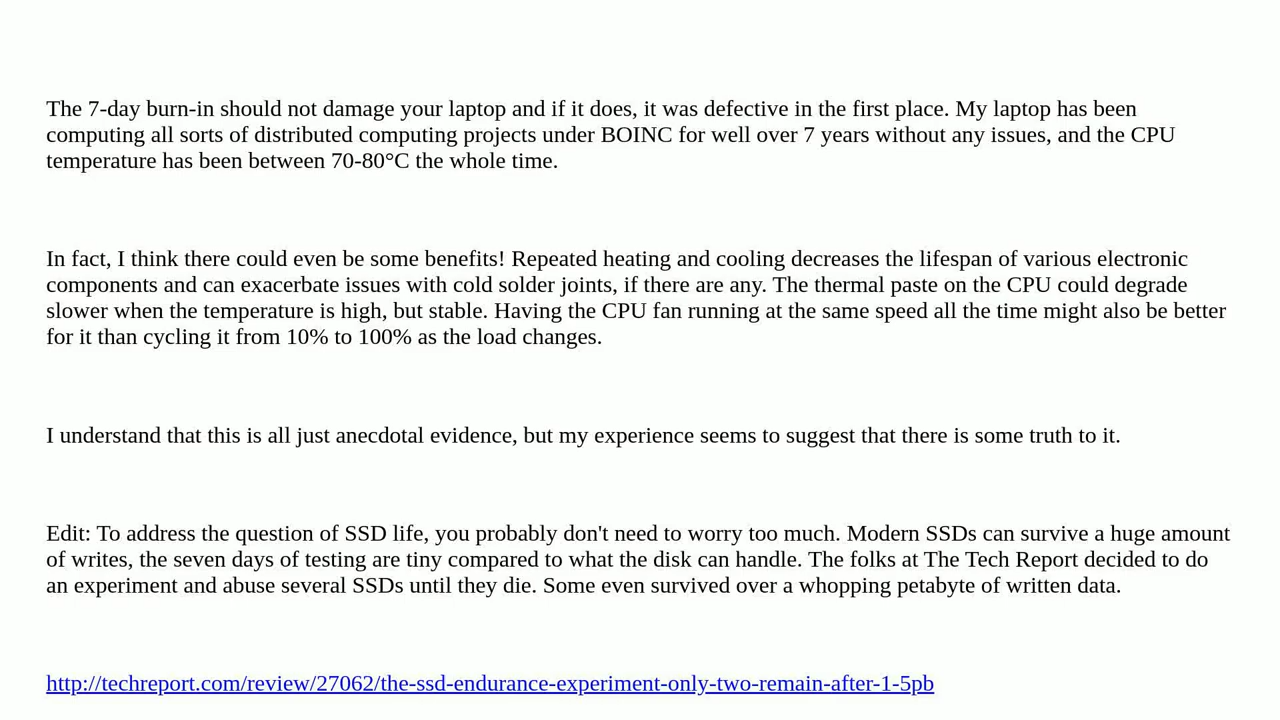 The 7-day burn-in should not damage your laptop and if it does, it was defective in the first place. My laptop has been
computing all sorts of distributed computing projects under BOINC for well over 7 years without any issues, and the CPU
temperature has been between 70-80°C the whole time.
In fact, I think there could even be some benefits! Repeated heating and cooling decreases the lifespan of various electronic
components and can exacerbate issues with cold solder joints, if there are any. The thermal paste on the CPU could degrade
slower when the temperature is high, but stable. Having the CPU fan running at the same speed all the time might also be better
for it than cycling it from 10% to 100% as the load changes.
I understand that this is all just anecdotal evidence, but my experience seems to suggest that there is some truth to it.
Edit: To address the question of SSD life, you probably don't need to worry too much. Modern SSDs can survive a huge amount
of writes, the seven days of testing are tiny compared to what the disk can handle. The folks at The Tech Report decided to do
an experiment and abuse several SSDs until they die. Some even survived over a whopping petabyte of written data.
http://techreport.com/review/27062/the-ssd-endurance-experiment-only-two-remain-after-1-5pb